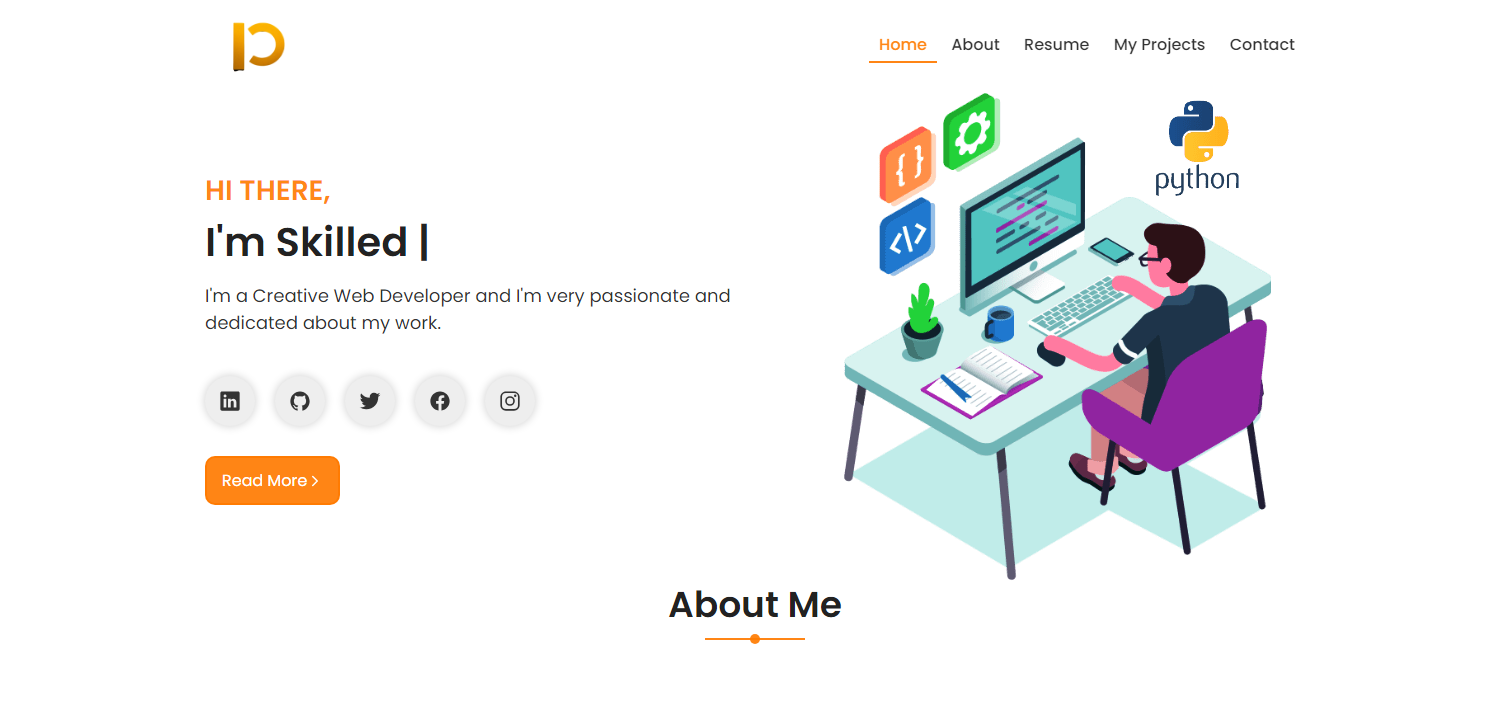 Home About Resume My Projects Contact
python
HI THERE,
I'm Skilled |
I'm a Creative Web Developer and I'm very passionate and
dedicated about my work.
Read More
About Me